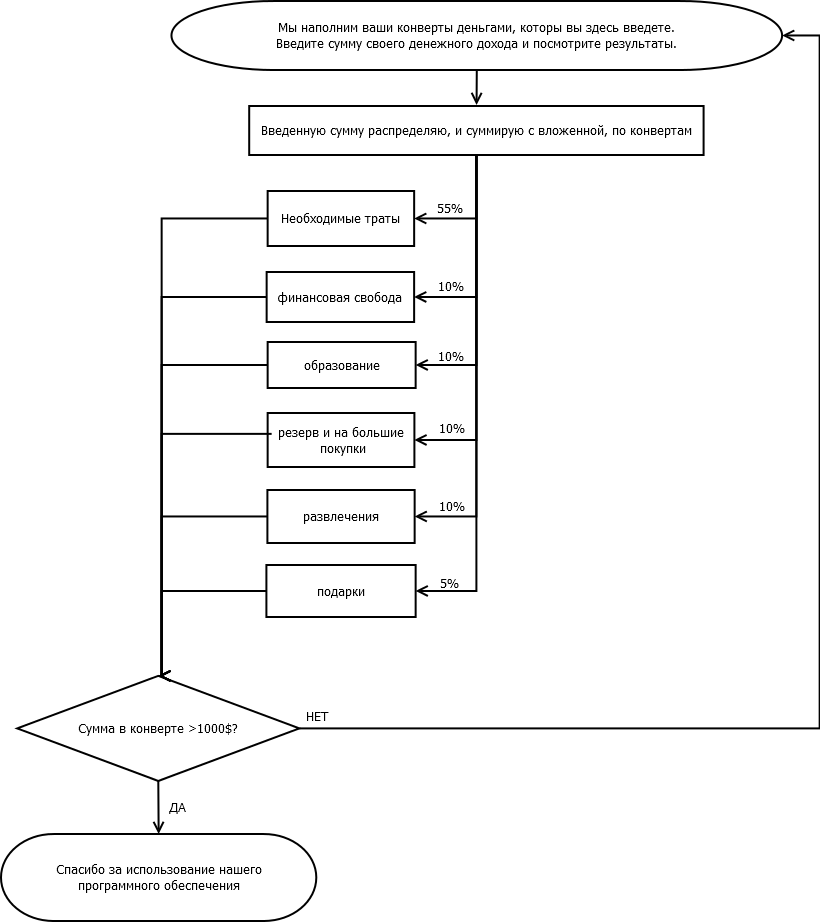 Мы наполним ваши конверты деньгами, которы вы здесь введете.
Введите сумму своего денежного дохода и посмотрите результаты.
Введенную сумму распределяю, и суммирую с вложенной, по конвертам
55%
Необходимые траты
10%
финансовая свобода
10%
образование
10%
резерв и на большие
покупки
10%
развлечения
5%
подарки
Сумма в конверте >1000$?
НЕТ
ДА
Спасибо за использование нашего
программного обеспечения